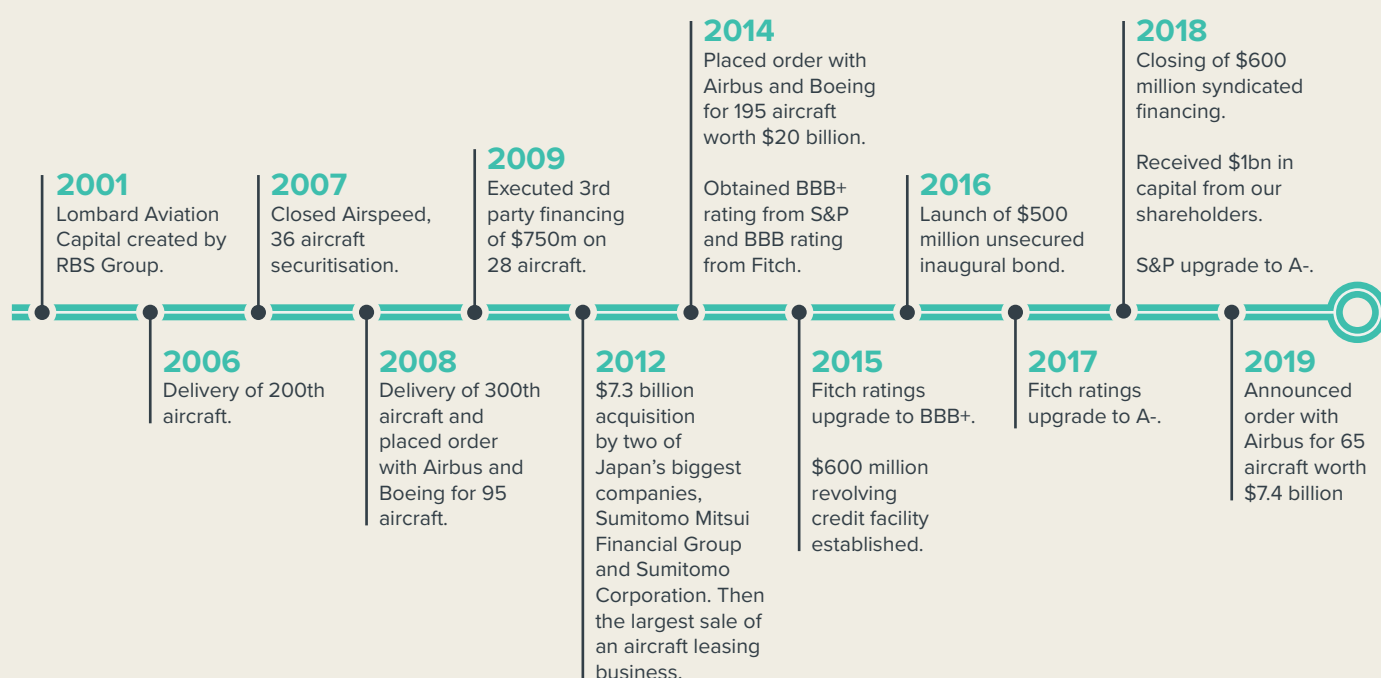 2001
Lombard Aviation
Capital created by
RBS Group.
2006
Delivery of 200th
aircraft.
2007
Closed Airspeed,
36 aircraft
securitisation.
2008
Delivery of 300th
aircraft and
placed order
with Airbus and
Boeing for 95
aircraft.
2009
Executed 3rd
party financing
of $750m on
28 aircraft.
2012
$7.3 billion
acquisition
by two of
Japan’s biggest
companies,
Sumitomo Mitsui
Financial Group
and Sumitomo
Corporation. Then
the largest sale of
an aircraft leasing
business.
2014
Placed order with
Airbus and Boeing
for 195 aircraft
worth $20 billion.
Obtained BBB+
rating from S&P
and BBB rating
from Fitch.
2015
Fitch ratings
upgrade to BBB+.
$600 million
revolving
credit facility
established.
2016
Launch of $500
million unsecured
inaugural bond.
2017
Fitch ratings
upgrade to A-.
2018
Closing of $600
million syndicated
financing.
Received $1bn in
capital from our
shareholders.
S&P upgrade to A-.
2019
Announced
order with
Airbus for 65
aircraft worth
$7.4 billion